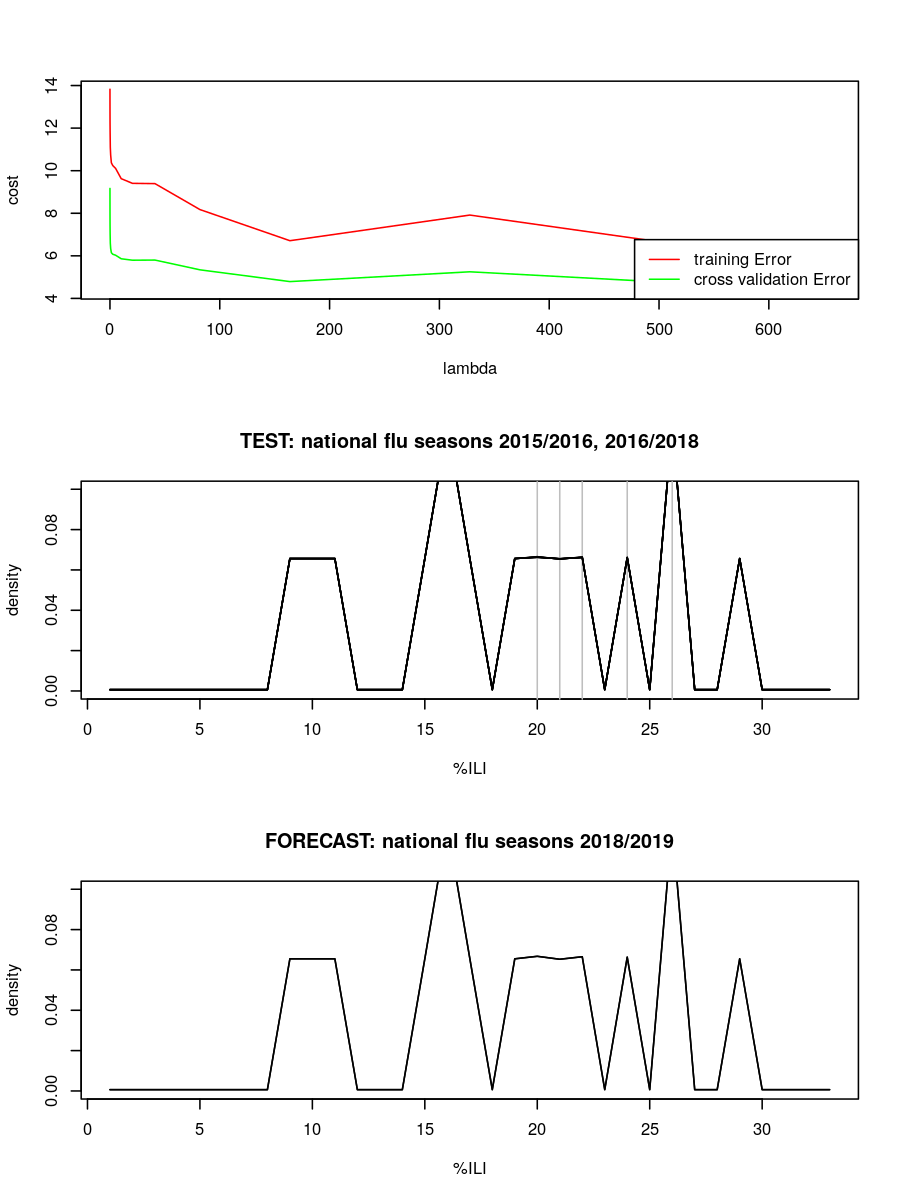 14
12
10
8
6
4
cost
training Error
cross validation Error
0 100 200 300 400 500 600
lambda
TEST: national flu seasons 2015/2016, 2016/2018
0.08
0.04
0.00
density
0 5 10 15 20 25 30
%ILI
FORECAST: national flu seasons 2018/2019
0.08
0.04
0.00
density
0 5 10 15 20 25 30
%ILI